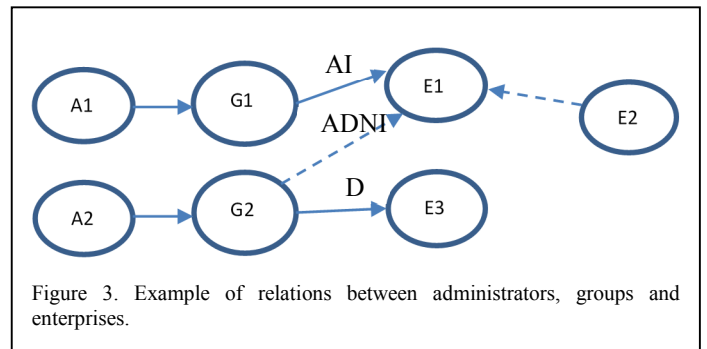 AI
A1
G1
E1
E2
ADNI
D
A2
G2
E3
Figure 3. Example of relations between administrators, groups and
enterprises.